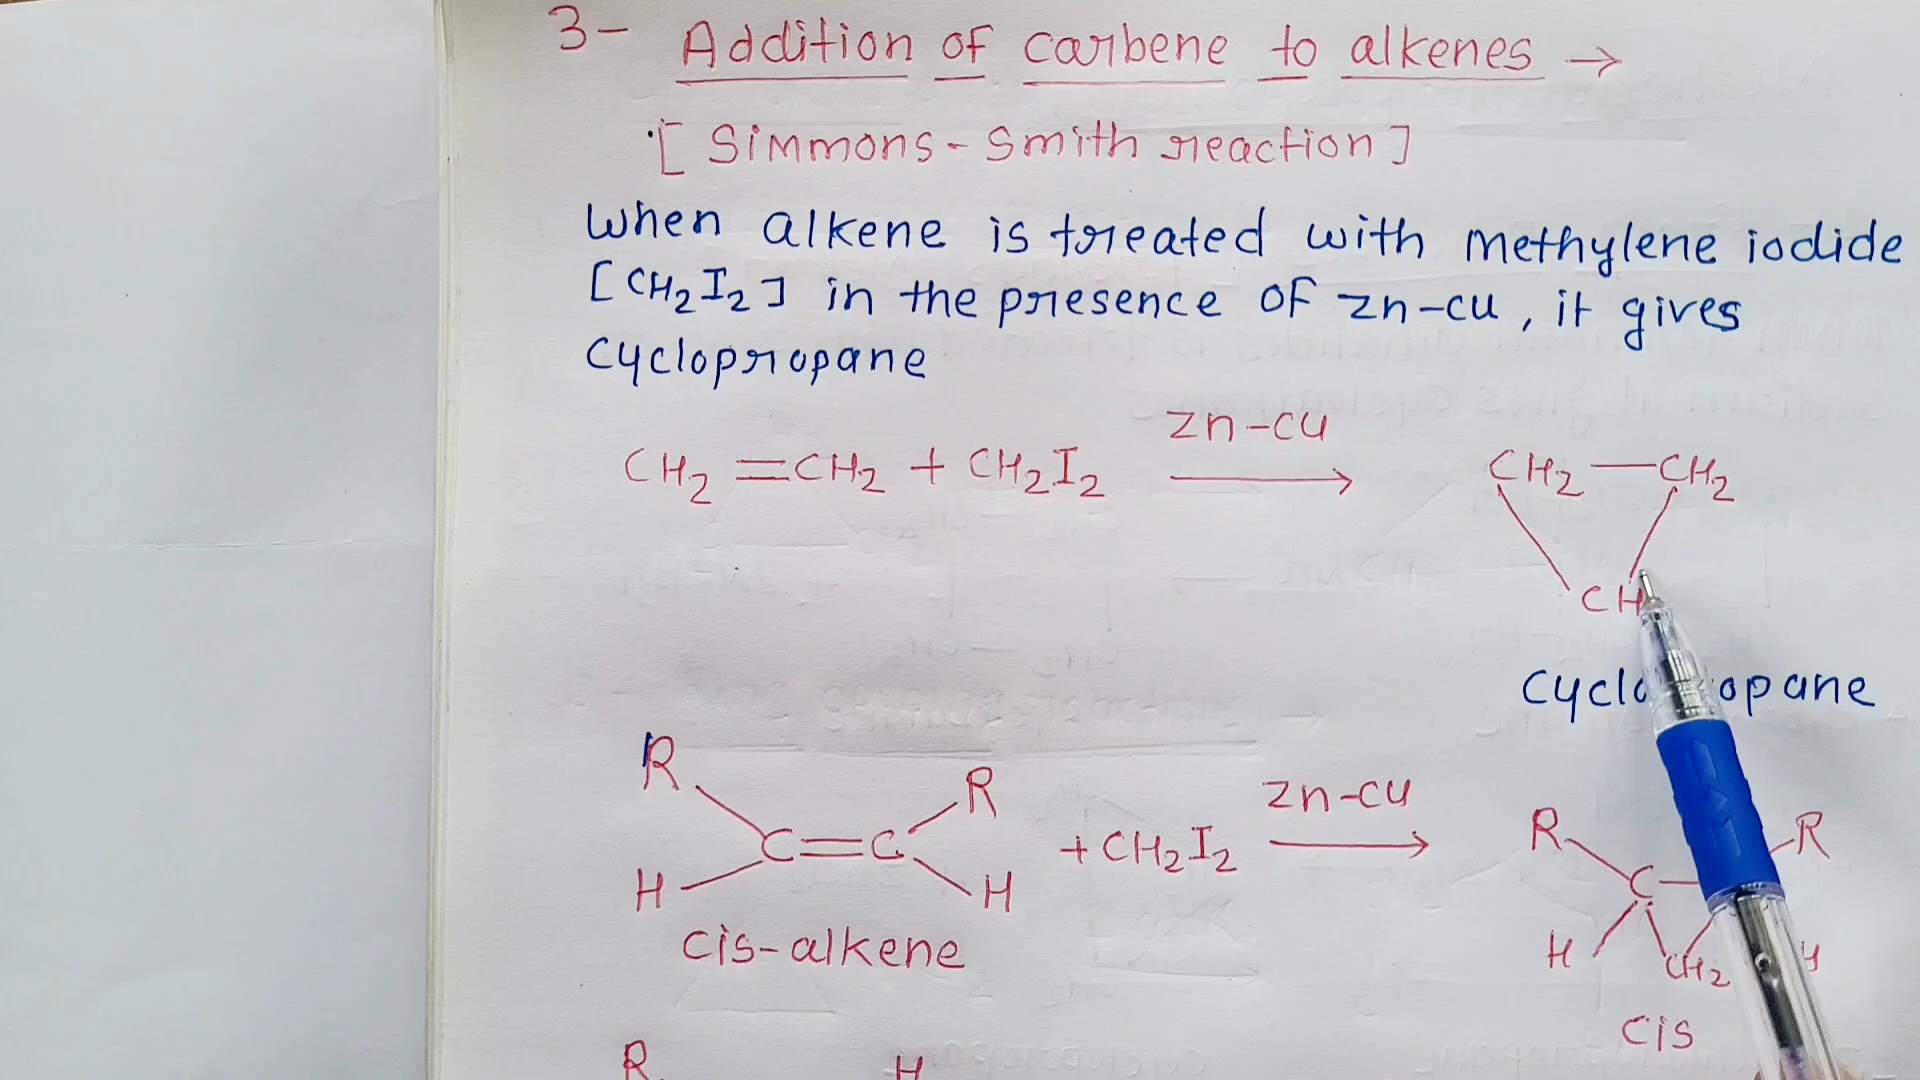 3- Addition of carbene to alkenes →
[ Simmons-Smith reaction ]
When alkene is treated with methylene iodide
[CH₂I₂] in the presence of Zn-Cu, it gives
cyclopropane
Zn-Cu
CH₂=CH₂ + CH₂I₂ → CH₂—CH₂
CH
R R Zn-Cu R R
C=C + CH₂I₂ → C
H H H H
CH₂
cis-alkene
cis
R H